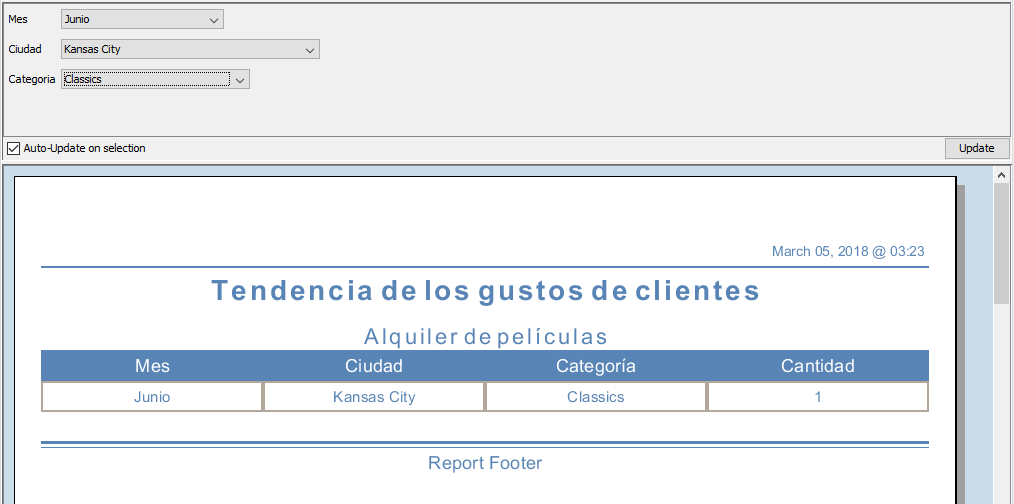 Mes Junio
Ciudad Kansas City
Categoria Classics
Auto-Update on selection Update
March 05, 2018 @ 03:23
Tendencia de los gustos de clientes
Alquiler de películas
Mes Ciudad Categoría Cantidad
Junio Kansas City Classics 1
Report Footer